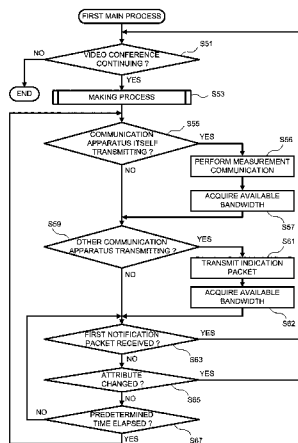 FIRST MAIN PROCESS
S51
NO
VIDEO CONFERENCE
CONTINUING ?
END
YES
MAKING PROCESS
S53
S55
COMMUNICATION
APPARATUS ITSELF
TRANSMITTING ?
YES
S56
PERFORM MEASUREMENT
COMMUNICATION
NO
ACQUIRE AVAILABLE
BANDWIDTH
S57
S59
OTHER COMMUNICATION
APPARATUS TRANSMITTING ?
YES
S61
TRANSMIT INDICATION
PACKET
NO
ACQUIRE AVAILABLE
BANDWIDTH
S62
FIRST NOTIFICATION
PACKET RECEIVED ?
YES
S63
NO
ATTRIBUTE
CHANGED ?
YES
S65
NO
NO
PREDETERMINED
TIME ELAPSED ?
YES
S67